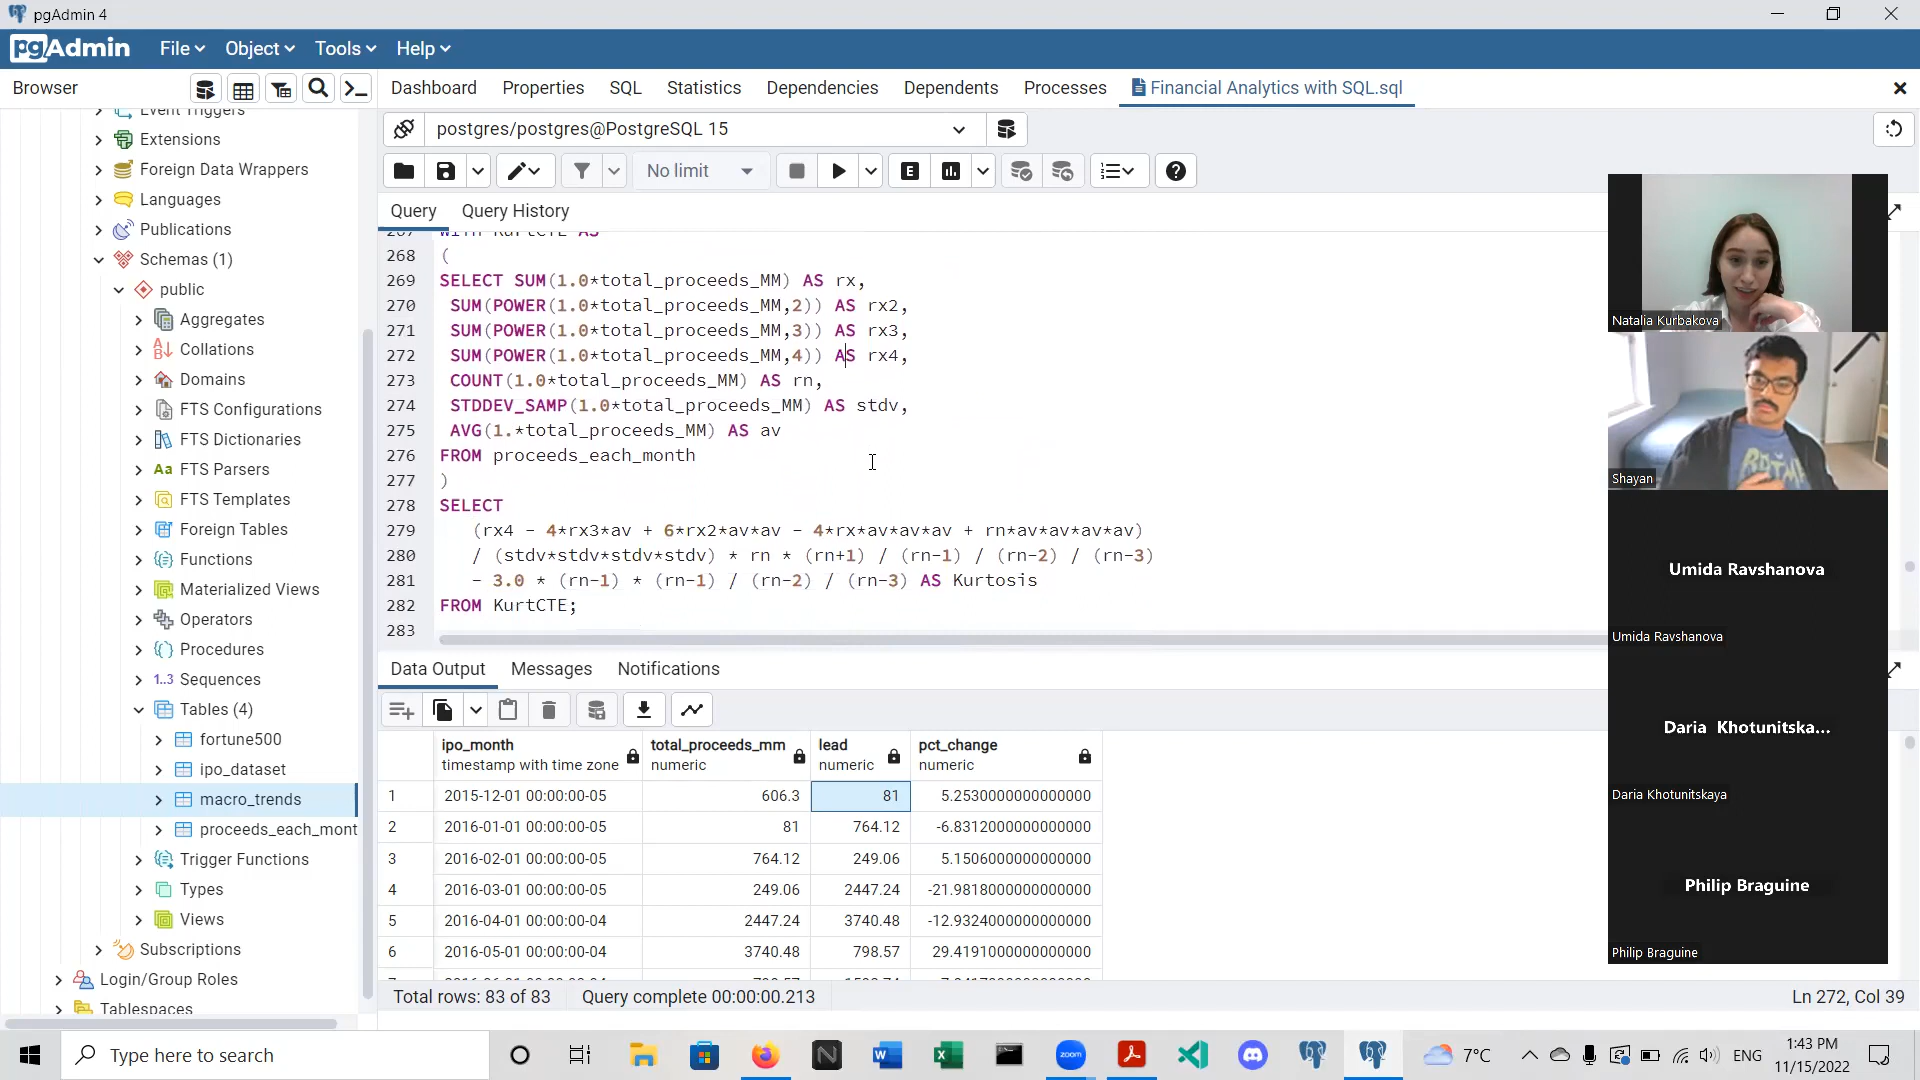 pgAdmin 4
pgAdmin
File
Object
Tools
Help
Browser
Dashboard
Properties
SQL
Statistics
Dependencies
Dependents
Processes
Financial Analytics with SQL.sql
postgres/postgres@PostgreSQL 15
No limit
E
Query
Query History
Event Triggers
Extensions
Foreign Data Wrappers
Languages
Publications
Schemas (1)
public
Aggregates
Collations
Domains
FTS Configurations
FTS Dictionaries
Aa FTS Parsers
FTS Templates
Foreign Tables
Functions
Materialized Views
Operators
Procedures
1..3 Sequences
Tables (4)
fortune500
ipo_dataset
macro_trends
proceeds_each_mont
Trigger Functions
Types
Views
Subscriptions
Login/Group Roles
Tablespaces
267 WITH KurtCTE AS
268 (
269 SELECT SUM(1.0*total_proceeds_MM) AS rx,
270 SUM(POWER(1.0*total_proceeds_MM,2)) AS rx2,
271 SUM(POWER(1.0*total_proceeds_MM,3)) AS rx3,
272 SUM(POWER(1.0*total_proceeds_MM,4)) AS rx4,
273 COUNT(1.0*total_proceeds_MM) AS rn,
274 STDDEV_SAMP(1.0*total_proceeds_MM) AS stdv,
275 AVG(1.*total_proceeds_MM) AS av
276 FROM proceeds_each_month
277 )
278 SELECT
279 (rx4 - 4*rx3*av + 6*rx2*av*av - 4*rx*av*av*av + rn*av*av*av*av)
280 / (stdv*stdv*stdv*stdv) * rn * (rn+1) / (rn-1) / (rn-2) / (rn-3)
281 - 3.0 * (rn-1) * (rn-1) / (rn-2) / (rn-3) AS Kurtosis
282 FROM KurtCTE;
283
Data Output
Messages
Notifications
ipo_month total_proceeds_mm lead pct_change
timestamp with time zone numeric numeric numeric
1 2015-12-01 00:00:00-05 606.3 81 5.2530000000000000
2 2016-01-01 00:00:00-05 81 764.12 -6.8312000000000000
3 2016-02-01 00:00:00-05 764.12 249.06 5.1506000000000000
4 2016-03-01 00:00:00-05 249.06 2447.24 -21.9818000000000000
5 2016-04-01 00:00:00-04 2447.24 3740.48 -12.9324000000000000
6 2016-05-01 00:00:00-04 3740.48 798.57 29.4191000000000000
Total rows: 83 of 83
Query complete 00:00:00.213
Ln 272, Col 39
Natalia Kurbakova
Shayan
Umida Ravshanova
Umida Ravshanova
Daria Khotunitska...
Daria Khotunitskaya
Philip Braguine
Philip Braguine
Type here to search
zoom
7°C
ENG
1:43 PM
11/15/2022